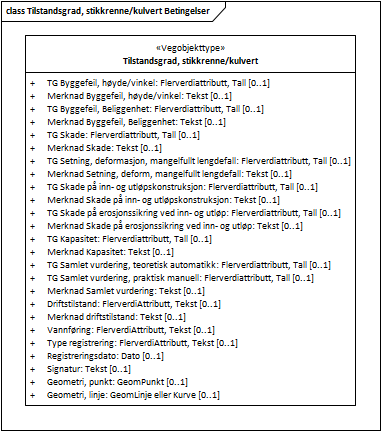 class Tilstandsgrad, stikkrenne/kulvert Betingelser
«Vegobjekttype»
Tilstandsgrad, stikkrenne/kulvert
+ TG Byggefeil, høyde/vinkel: Flerverdiattributt, Tall [0..1]
+ Merknad Byggefeil, høyde/vinkel: Tekst [0..1]
+ TG Byggefeil, Beliggenhet: Flerverdiattributt, Tall [0..1]
+ Merknad Byggefeil, Beliggenhet: Tekst [0..1]
+ TG Skade: Flerverdiattributt, Tall [0..1]
+ Merknad Skade: Tekst [0..1]
+ TG Setning, deformasjon, mangelfullt lengdefall: Flerverdiattributt, Tall [0..1]
+ Merknad Setning, deform, mangelfullt lengdefall: Tekst [0..1]
+ TG Skade på inn- og utløpskonstruksjon: Flerverdiattributt, Tall [0..1]
+ Merknad Skade på inn- og utløpskonstruksjon: Tekst [0..1]
+ TG Skade på erosjonssikring ved inn- og utløp: Flerverdiattributt, Tall [0..1]
+ Merknad Skade på erosjonssikring ved inn- og utløp: Tekst [0..1]
+ TG Kapasitet: Flerverdiattributt, Tall [0..1]
+ Merknad Kapasitet: Tekst [0..1]
+ TG Samlet vurdering, teoretisk automatikk: Flerverdiattributt, Tall [0..1]
+ TG Samlet vurdering, praktisk manuell: Flerverdiattributt, Tall [0..1]
+ Merknad Samlet vurdering: Tekst [0..1]
+ Driftstilstand: FlerverdiAttributt, Tekst [0..1]
+ Merknad driftstilstand: Tekst [0..1]
+ Vannføring: FlerverdiAttributt, Tekst [0..1]
+ Type registrering: FlerverdiAttributt, Tekst [0..1]
+ Registreringsdato: Dato [0..1]
+ Signatur: Tekst [0..1]
+ Geometri, punkt: GeomPunkt [0..1]
+ Geometri, linje: GeomLinje eller Kurve [0..1]